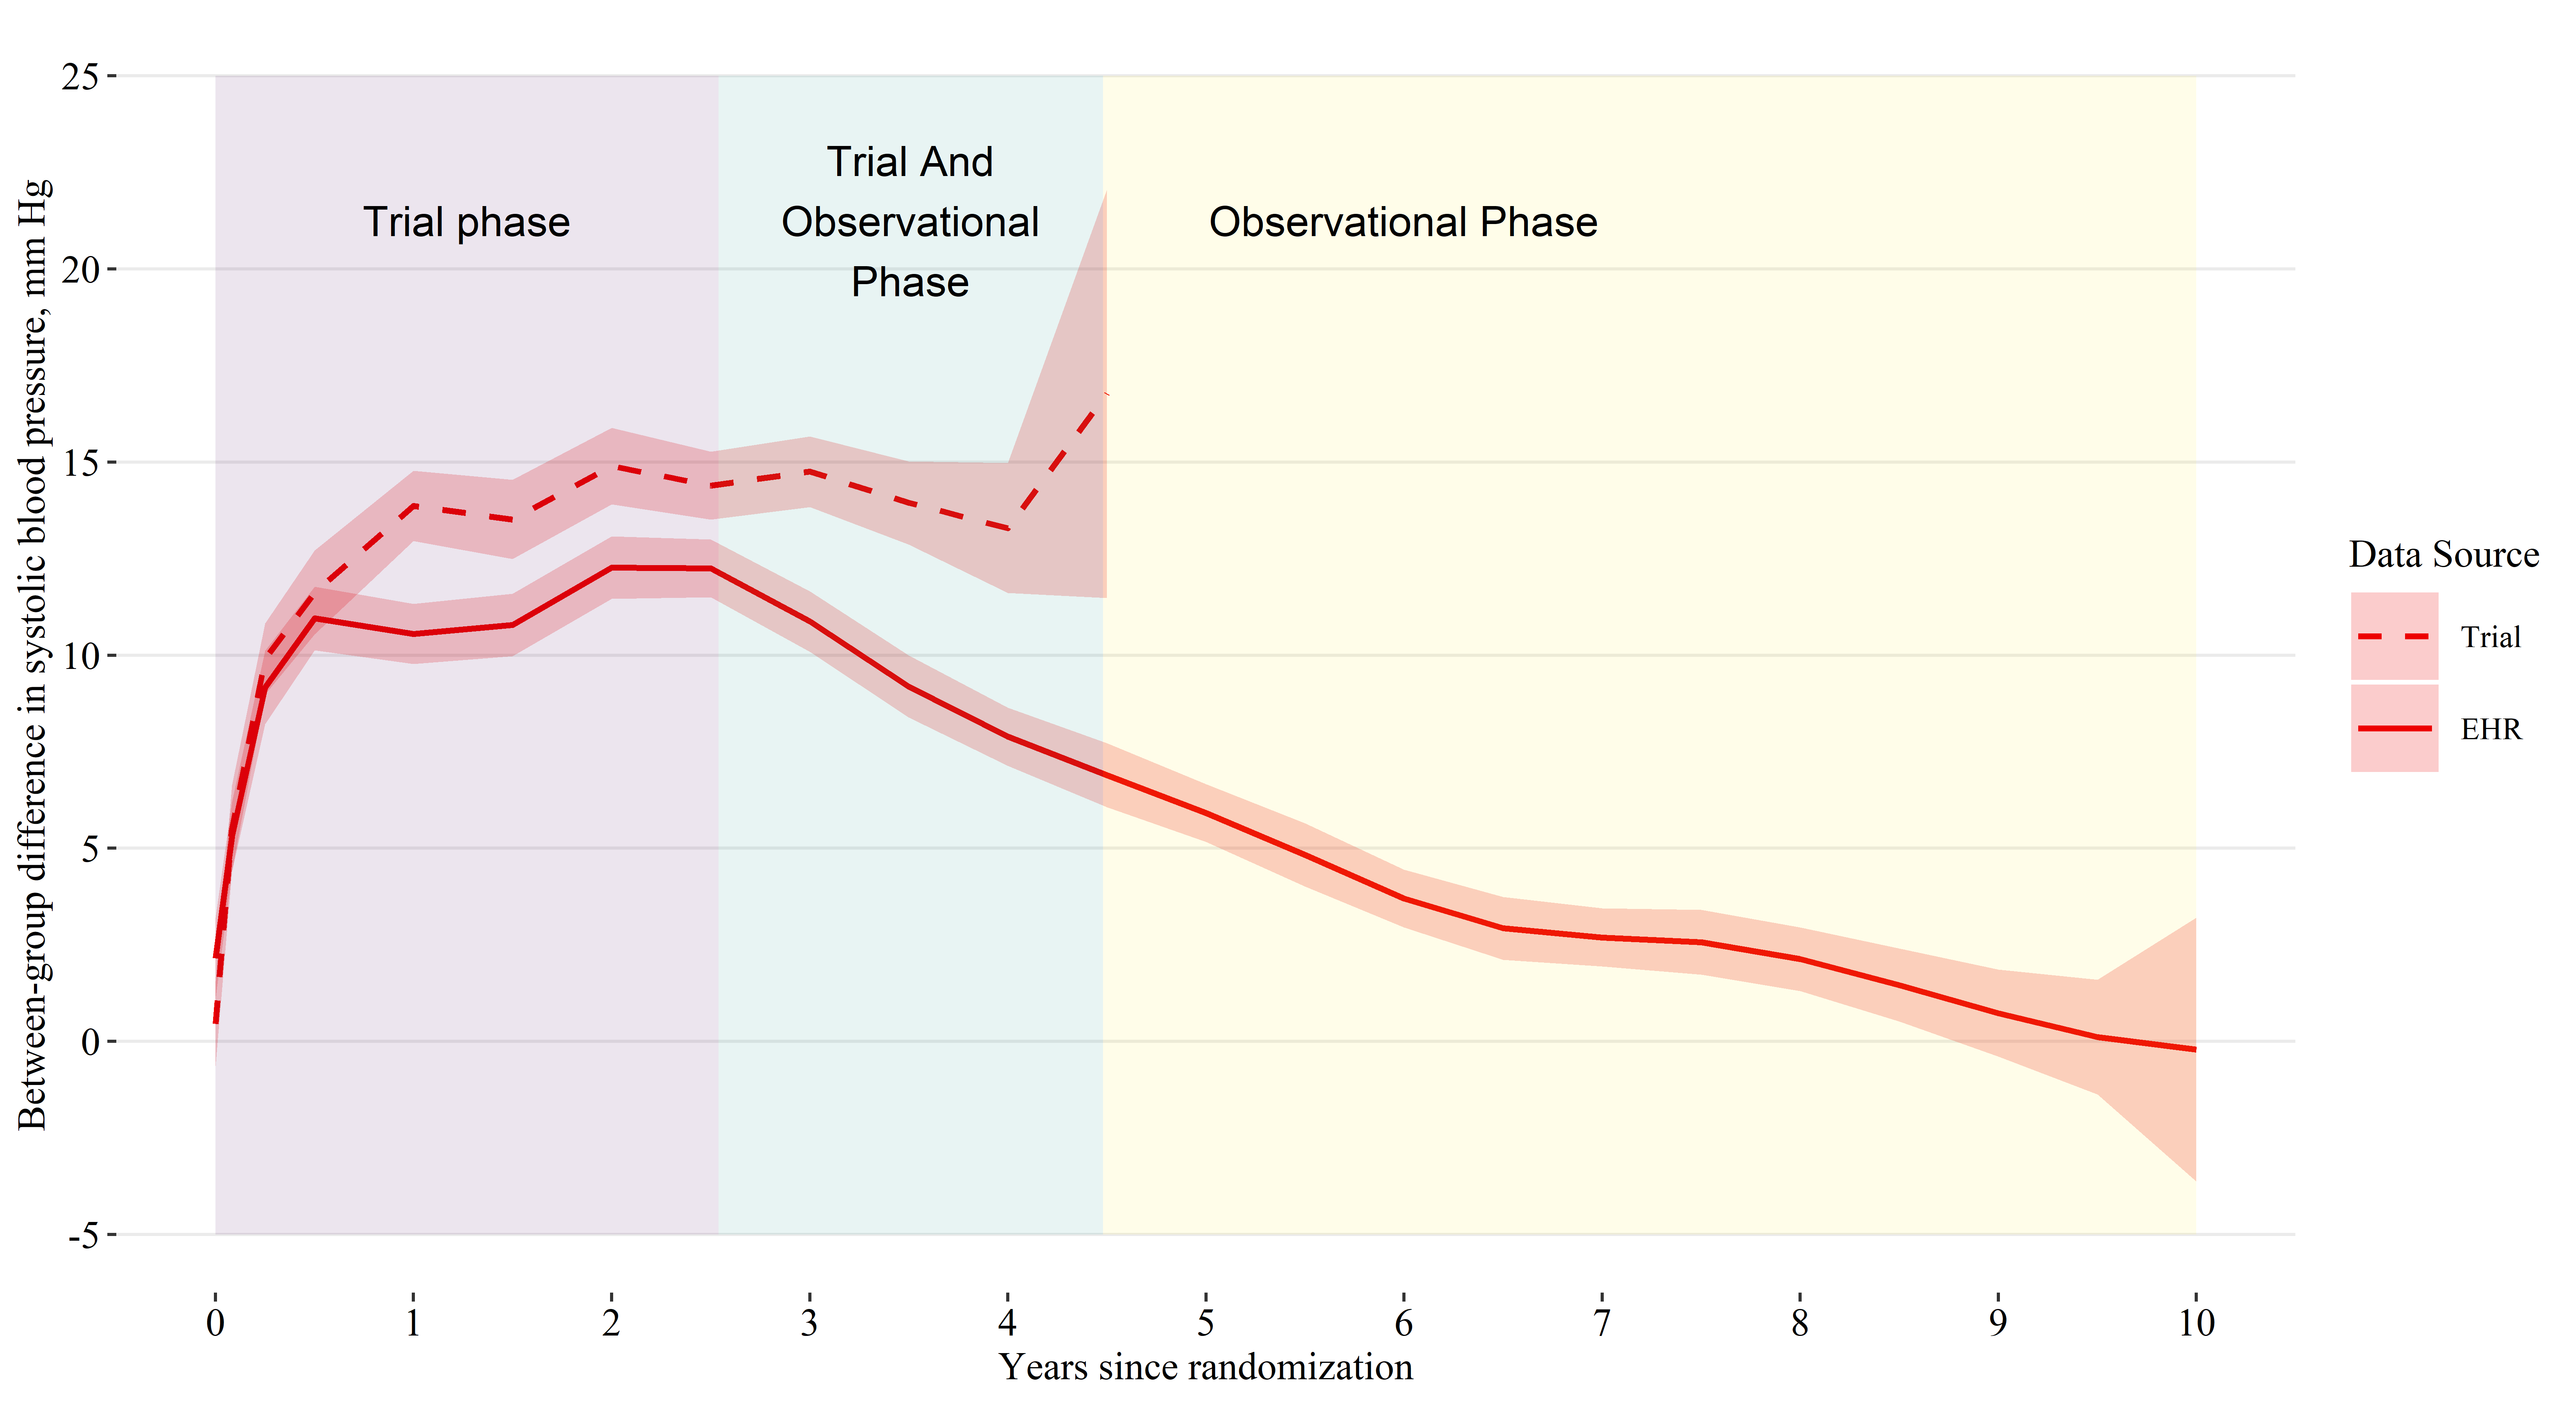 Between-group difference in systolic blood pressure, mm Hg
25
20
15
10
5
0
-5
Trial phase
Trial And
Observational
Phase
Observational Phase
0 1 2 3 4 5 6 7 8 9 10
Years since randomization
Data Source
Trial
EHR